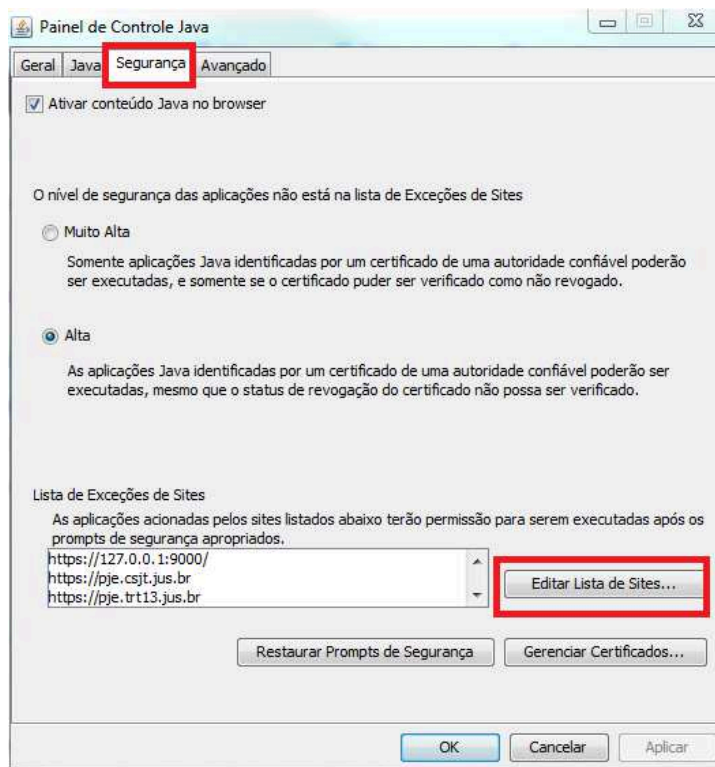 Painel de Controle Java
Geral Java Segurança Avançado
Ativar conteúdo Java no browser
O nível de segurança das aplicações não está na lista de Exceções de Sites
Muito Alta
Somente aplicações Java identificadas por um certificado de uma autoridade confiável poderão
ser executadas, e somente se o certificado puder ser verificado como não revogado.
Alta
As aplicações Java identificadas por um certificado de uma autoridade confiável poderão ser
executadas, mesmo que o status de revogação do certificado não possa ser verificado.
Lista de Exceções de Sites
As aplicações acionadas pelos sites listados abaixo terão permissão para serem executadas após os
prompts de segurança apropriados.
https://127.0.0.1:9000/
https://pje.csjt.jus.br
https://pje.trt13.jus.br
Editar Lista de Sites...
Restaurar Prompts de Segurança Gerenciar Certificados...
OK Cancelar Aplicar